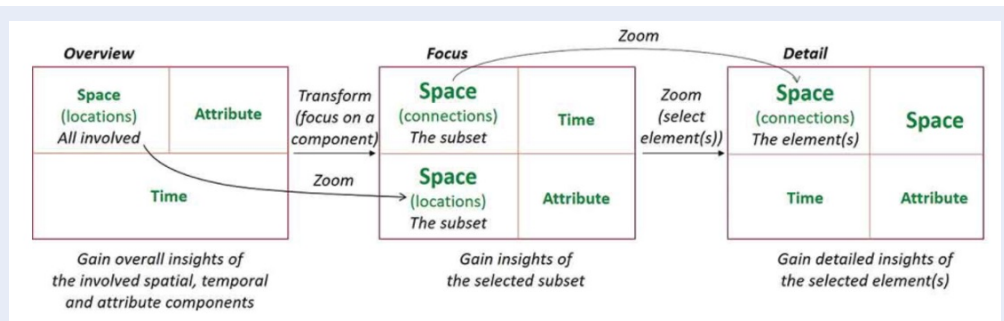 Zoom
Overview
Focus
Detail
Space
(locations)
All involved
Attribute
Time
Transform
(focus on a
component)
Zoom
Space
(connections)
The subset
Time
Space
(locations)
The subset
Attribute
Zoom
(select
element(s))
Space
(connections)
The element(s)
Space
Time
Attribute
Gain overall insights of
the involved spatial, temporal
and attribute components
Gain insights of
the selected subset
Gain detailed insights of
the selected element(s)